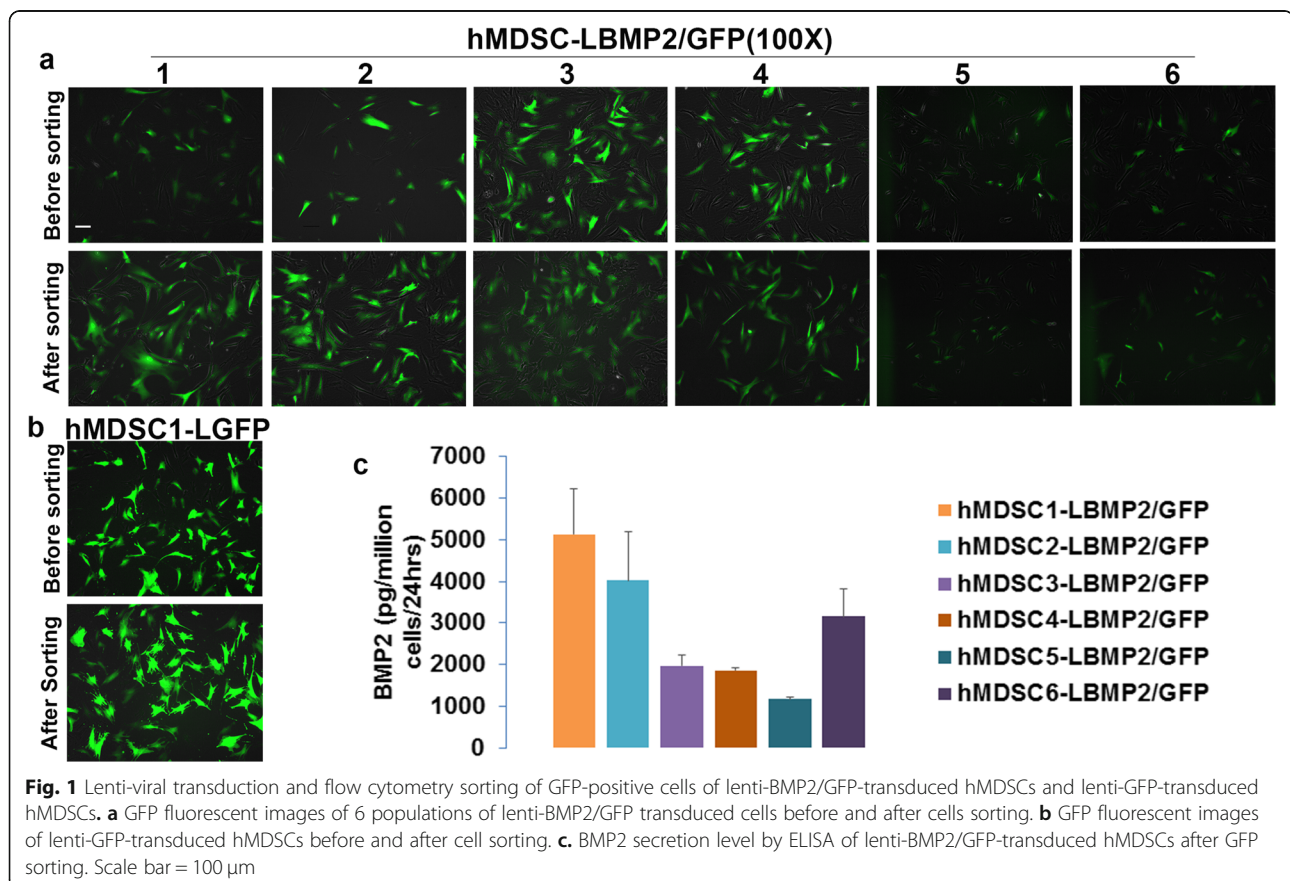 hMDSC-LBMP2/GFP(100X)
a
1 2 3 4 5 6
Before sorting
After sorting
b hMDSC1-LGFP
Before sorting
After Sorting
c
BMP2 (pg/million
cells/24hrs)
7000
6000
5000
4000
3000
2000
1000
0
hMDSC1-LBMP2/GFP
hMDSC2-LBMP2/GFP
hMDSC3-LBMP2/GFP
hMDSC4-LBMP2/GFP
hMDSC5-LBMP2/GFP
hMDSC6-LBMP2/GFP
Fig. 1 Lenti-viral transduction and flow cytometry sorting of GFP-positive cells of lenti-BMP2/GFP-transduced hMDSCs and lenti-GFP-transduced
hMDSCs. a GFP fluorescent images of 6 populations of lenti-BMP2/GFP transduced cells before and after cells sorting. b GFP fluorescent images
of lenti-GFP-transduced hMDSCs before and after cell sorting. c. BMP2 secretion level by ELISA of lenti-BMP2/GFP-transduced hMDSCs after GFP
sorting. Scale bar = 100 μm